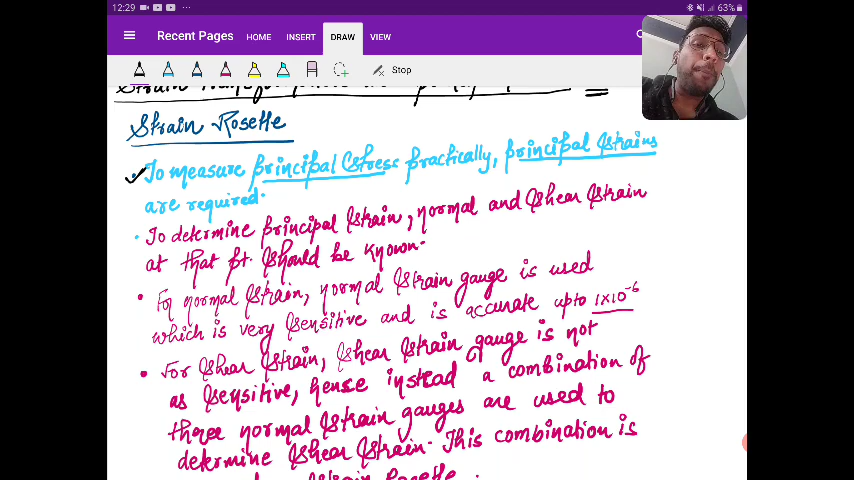 12:29 63%
Recent Pages HOME INSERT DRAW VIEW
Stop
Strain
Strain Rosette
To measure principal stress practically, principal strains
are required.
To determine principal strain, normal and shear strain
at that pt. should be known.
For normal strain, normal strain gauge is used
which is very sensitive and is accurate upto 1×10⁻⁶
For shear strain, shear strain gauge is not
as sensitive, hence instead a combination of
three normal strain gauges are used to
determine shear strain. This combination is
strain Rosette.